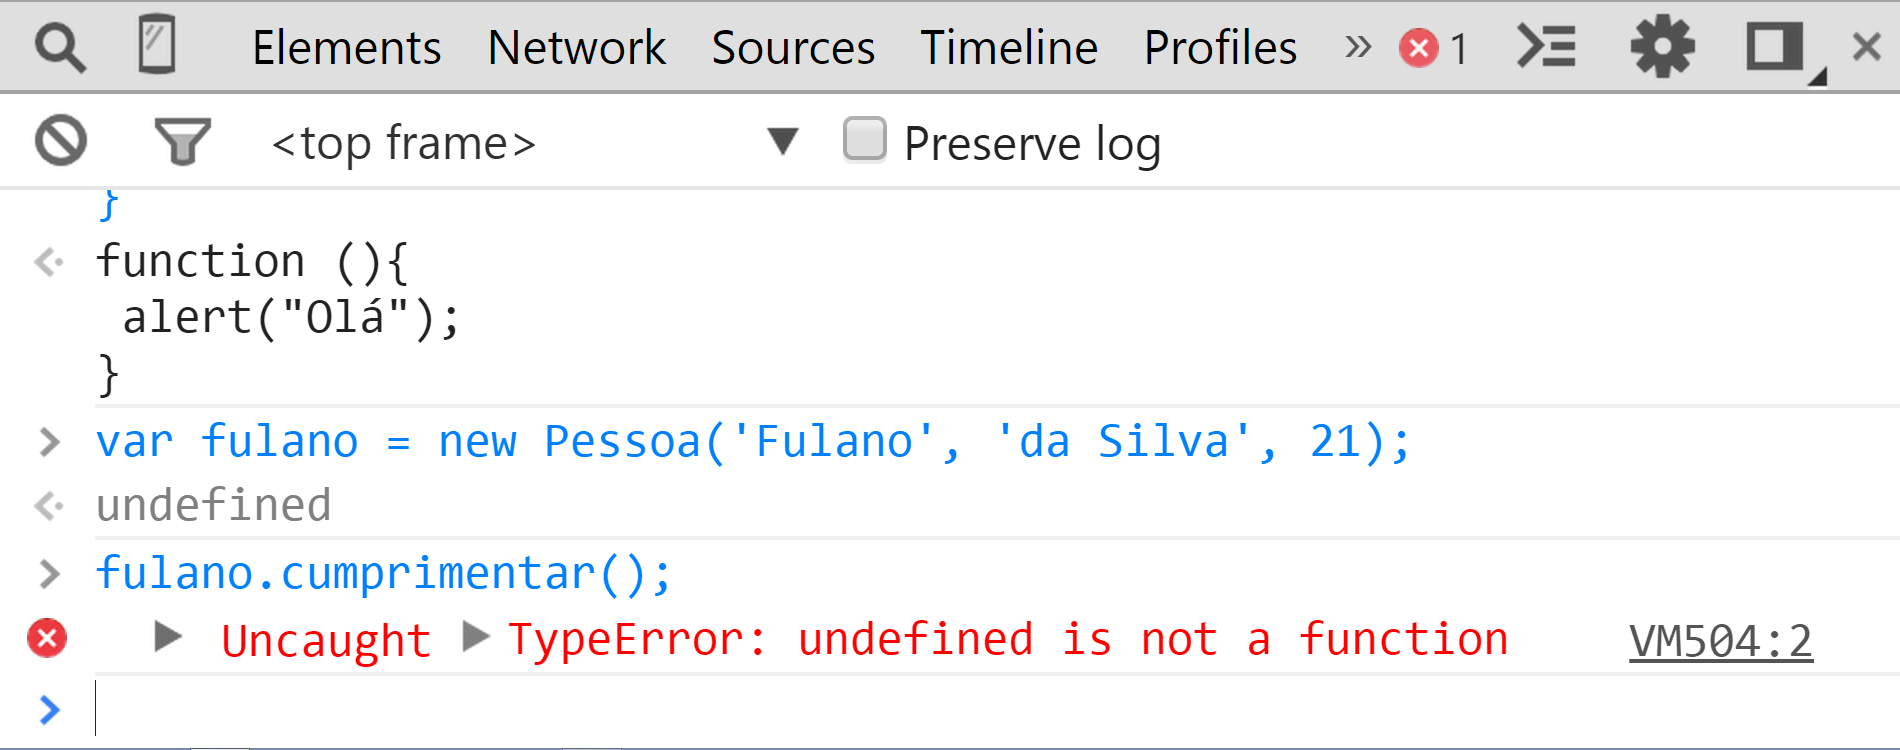 Elements Network Sources Timeline Profiles » 1
<top frame> ▼ Preserve log
}
function (){
alert("Olá");
}
var fulano = new Pessoa('Fulano', 'da Silva', 21);
undefined
fulano.cumprimentar();
Uncaught TypeError: undefined is not a function VM504:2